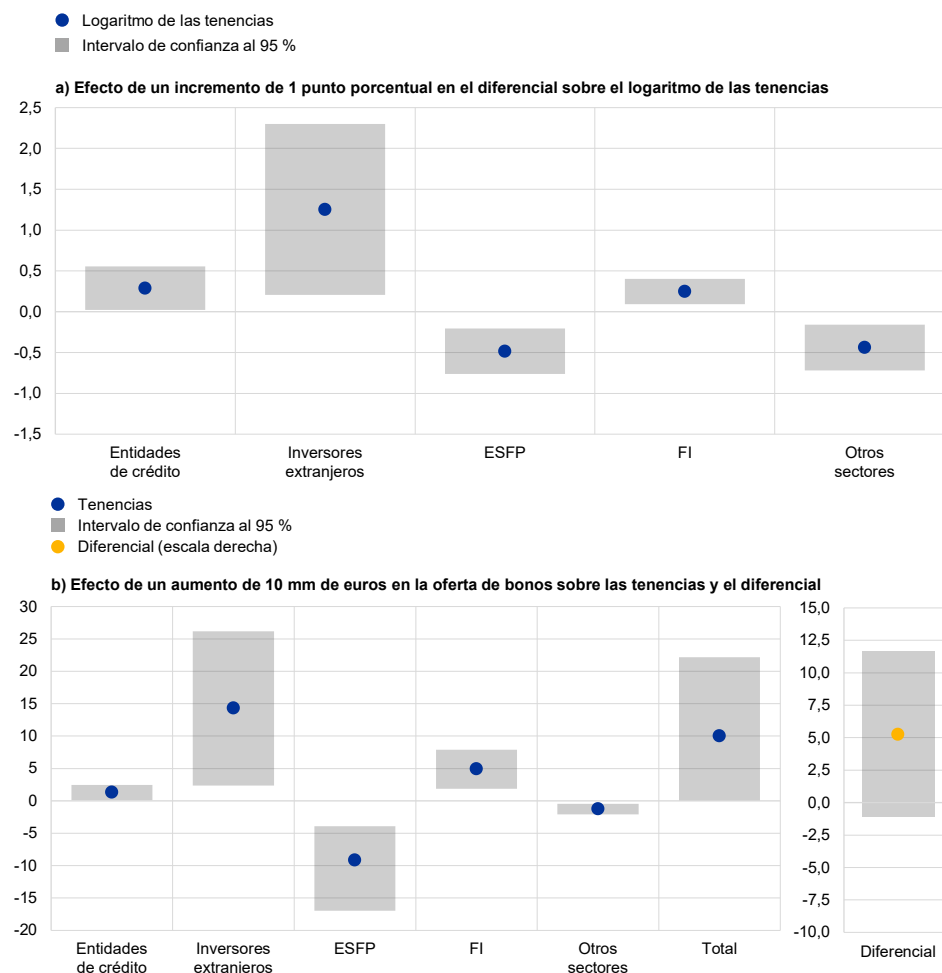 Logaritmo de las tenencias
Intervalo de confianza al 95 %
a) Efecto de un incremento de 1 punto porcentual en el diferencial sobre el logaritmo de las tenencias
2,5
2,0
1,5
1,0
0,5
0,0
-0,5
-1,0
-1,5
Entidades
de crédito
Inversores
extranjeros
ESFP
FI
Otros
sectores
Tenencias
Intervalo de confianza al 95 %
Diferencial (escala derecha)
b) Efecto de un aumento de 10 mm de euros en la oferta de bonos sobre las tenencias y el diferencial
30
25
20
15
10
5
0
-5
-10
-15
-20
Entidades
de crédito
Inversores
extranjeros
ESFP
FI
Otros
sectores
Total
15,0
12,5
10,0
7,5
5,0
2,5
0,0
-2,5
-5,0
-7,5
-10,0
Diferencial